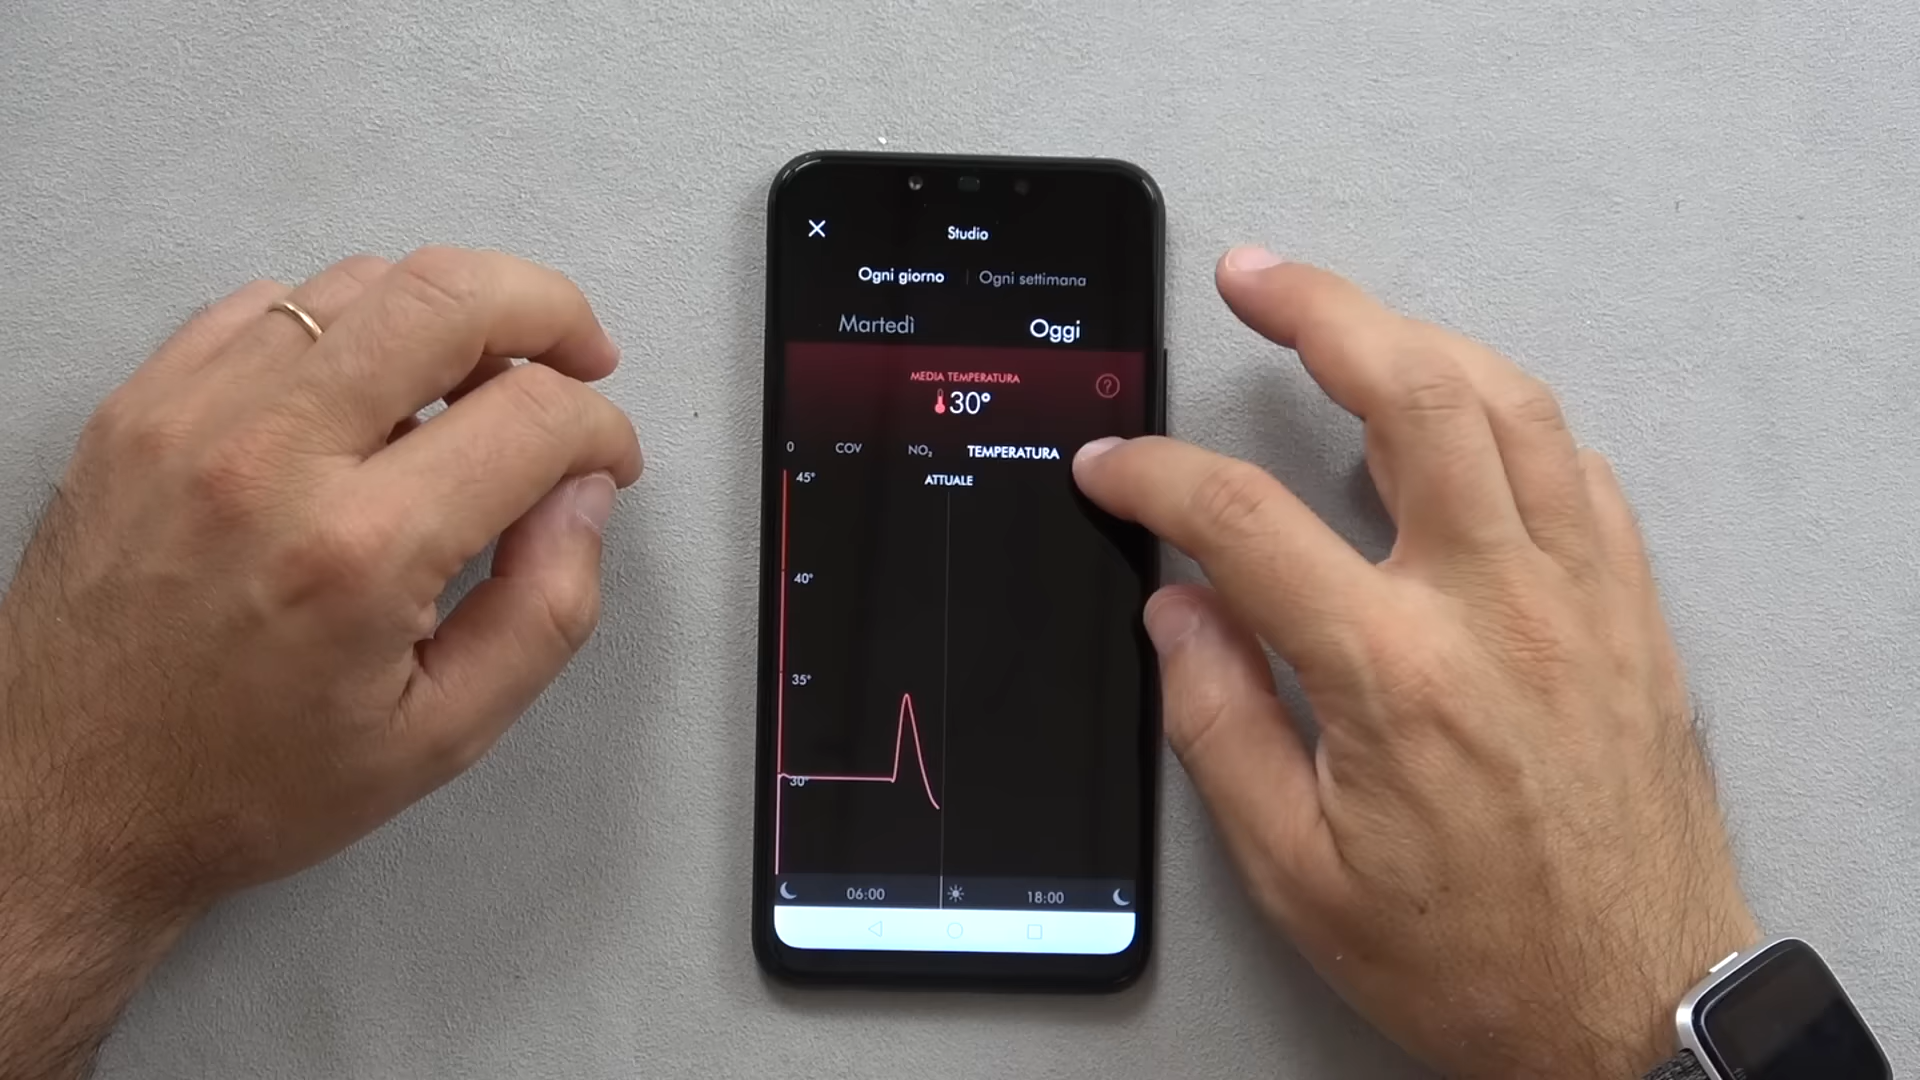 Studio
Ogni giorno | Ogni settimana
Martedì Oggi
MEDIA TEMPERATURA
30°
?
0 COV NO₂ TEMPERATURA
ATTUALE
45°
40°
35°
30°
06:00 18:00